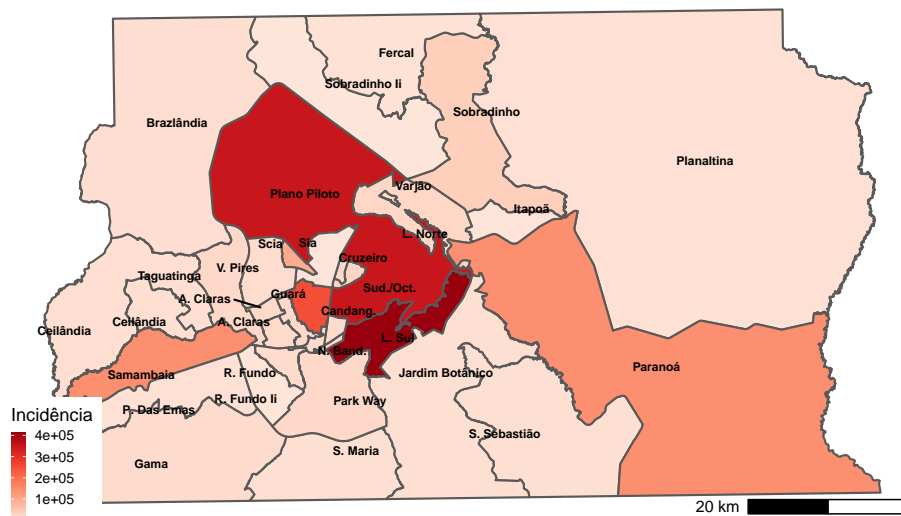 Fercal
Sobradinho Ii
Sobradinho
Brazlândia
Planaltina
Plano Piloto
Varjão
Itapoã
L. Norte
Scia
Sia
Cruzeiro
V. Pires
Taguatinga
Sud./Oct.
Guará
A. Claras
Candang.
Ceilândia
Ceilândia
A. Claras
L. Sul
N. Band.
Samambaia
R. Fundo
Jardim Botânico
Paranoá
R. Fundo Ii
Park Way
P. Das Emas
S. Sebastião
S. Maria
Gama
Incidência
4e+05
3e+05
2e+05
1e+05
20 km